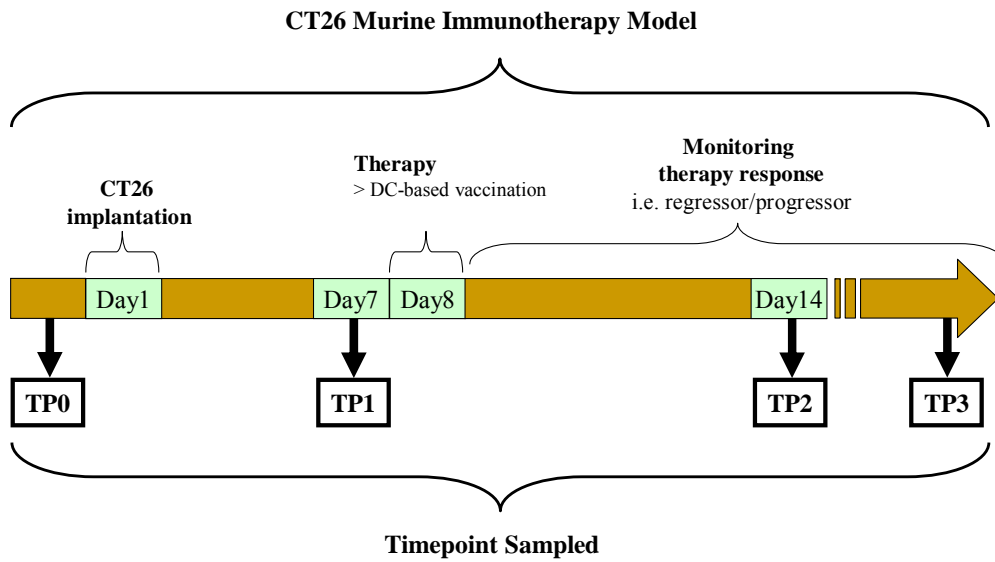 CT26 Murine Immunotherapy Model
Monitoring
therapy response
i.e. regressor/progressor
Therapy
> DC-based vaccination
CT26
implantation
Day1
Day7
Day8
Day14
TP0
TP1
TP2
TP3
Timepoint Sampled